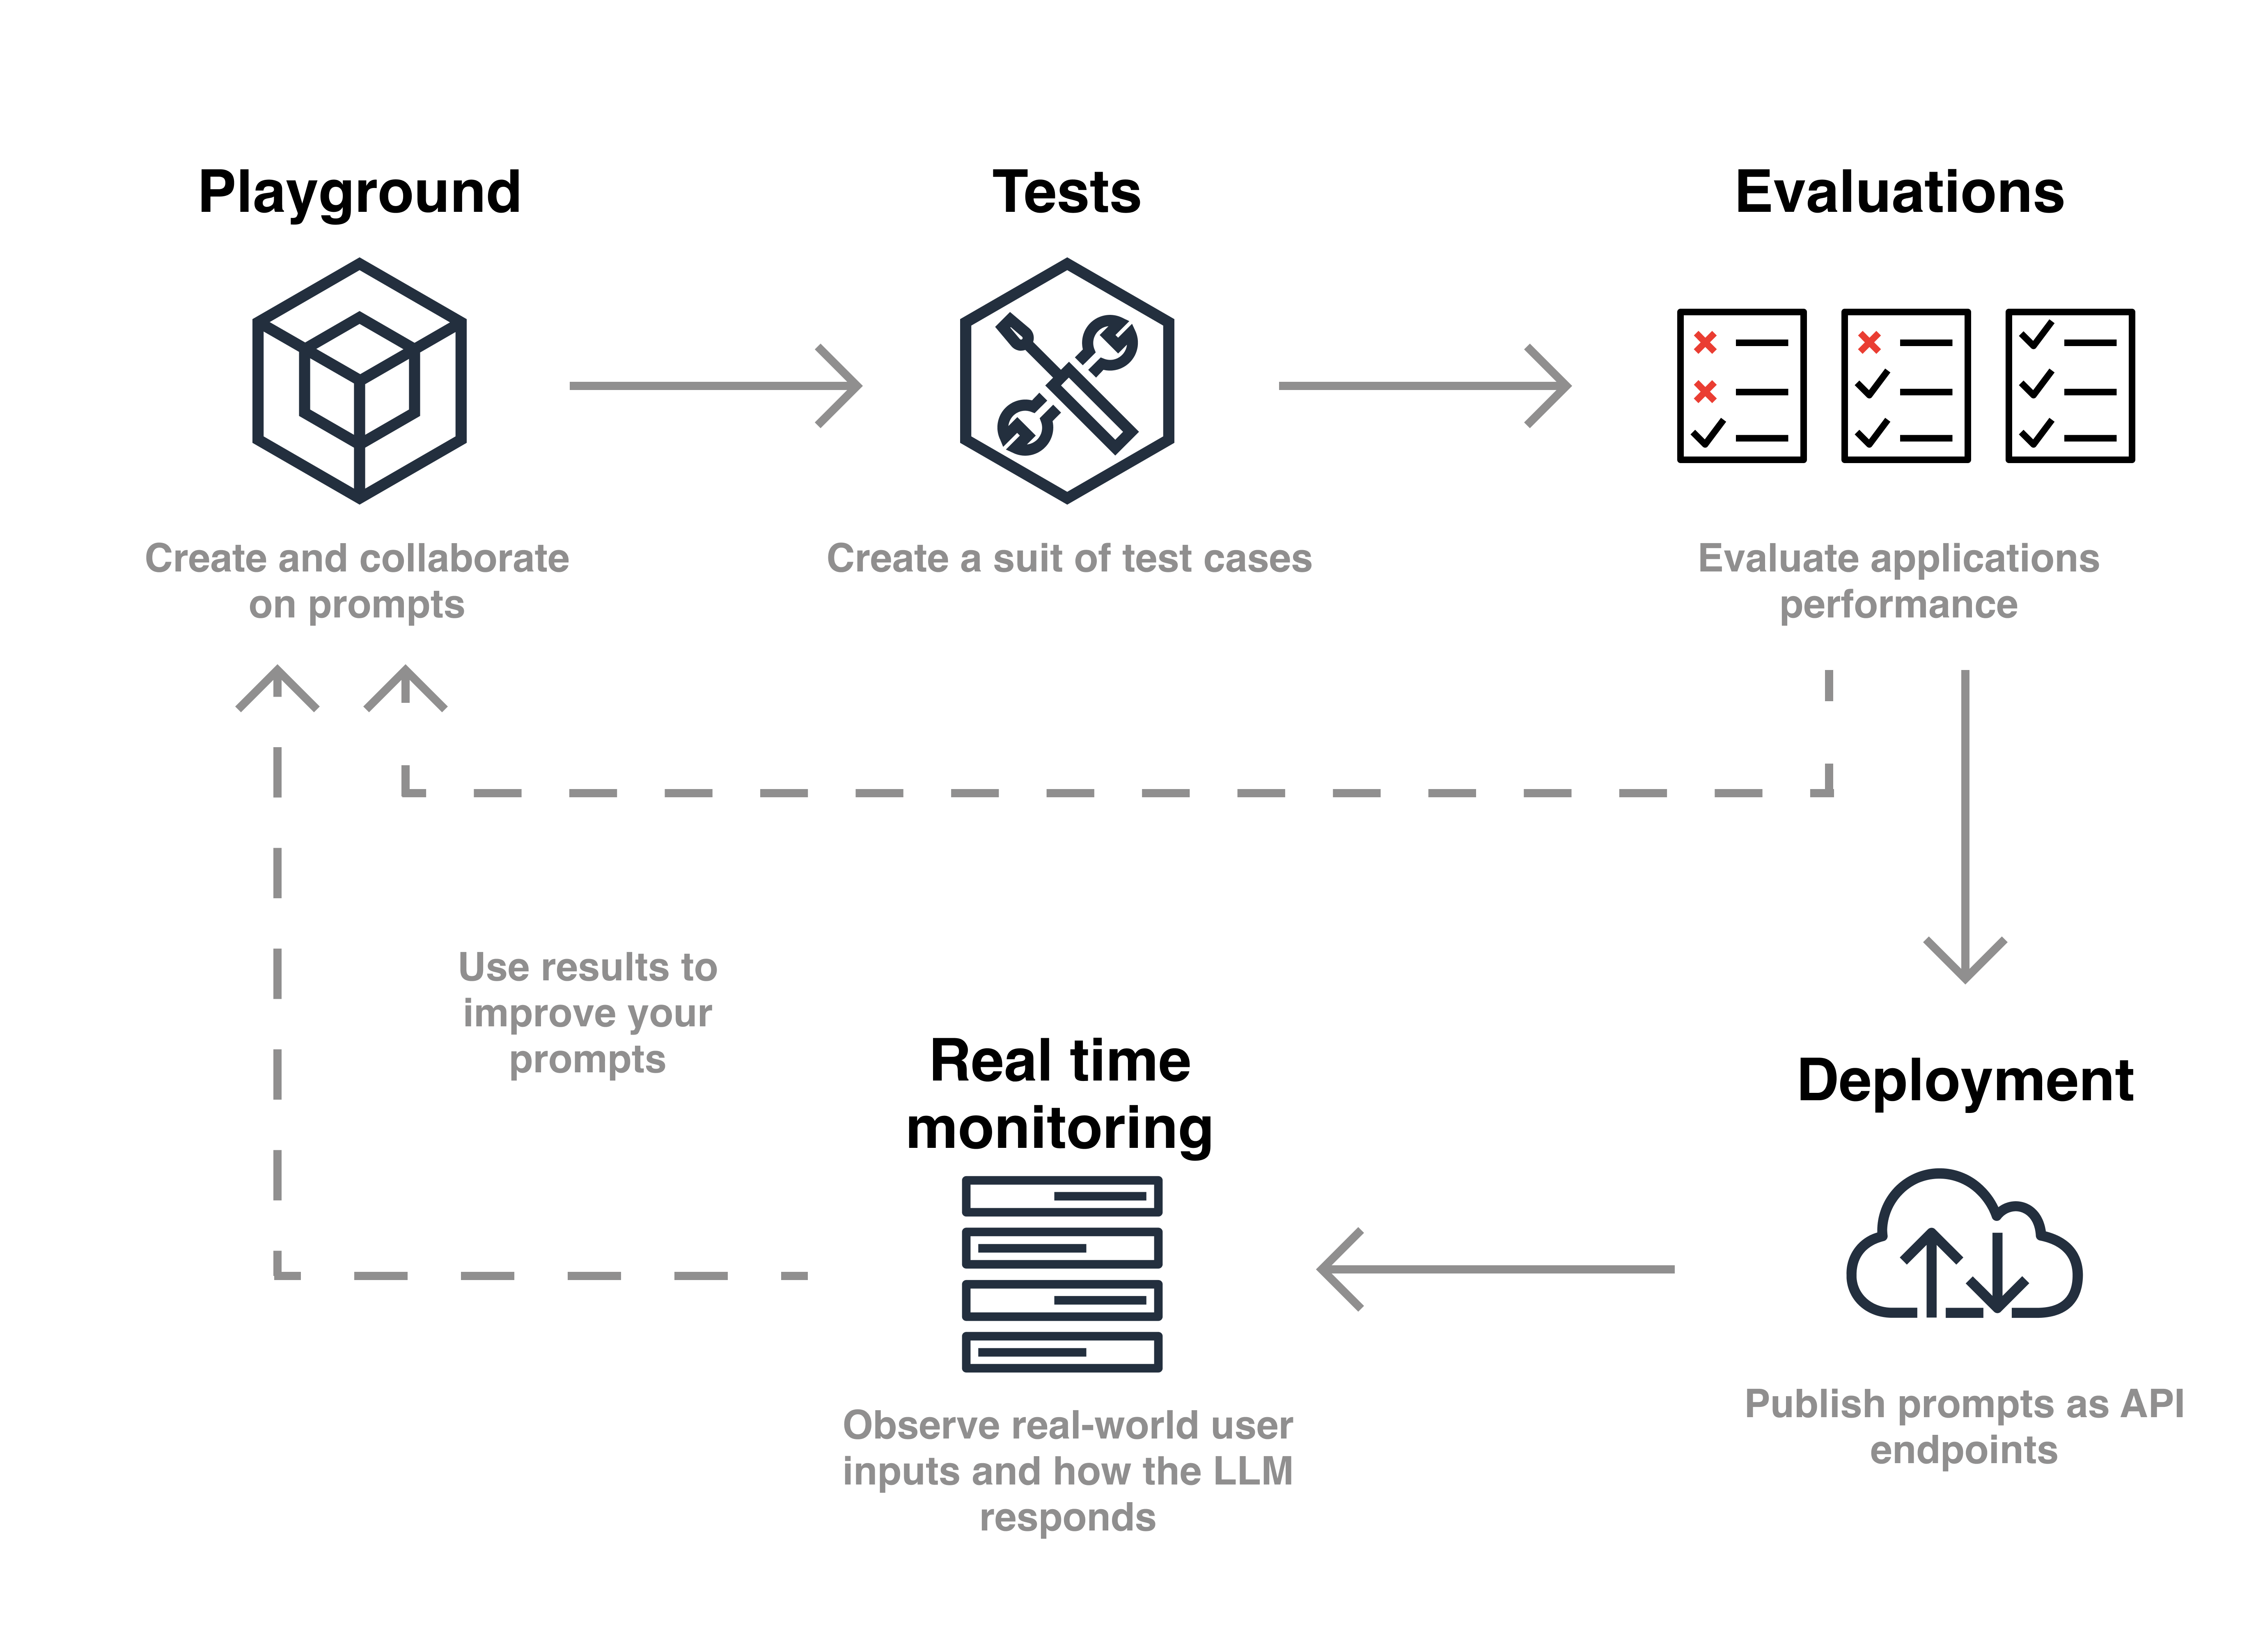 Playground
Tests
Evaluations
Create and collaborate
on prompts
Create a suit of test cases
Evaluate applications
performance
Use results to
improve your
prompts
Real time
monitoring
Deployment
Observe real-world user
inputs and how the LLM
responds
Publish prompts as API
endpoints